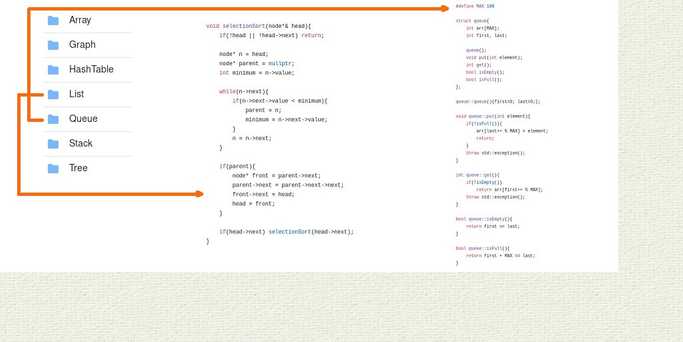 Array
Graph
HashTable
List
Queue
Stack
Tree
void selectionSort(node*& head){
if(!head || !head->next) return;
node* n = head;
node* parent = nullptr;
int minimum = n->value;
while(n->next){
if(n->next->value < minimum){
parent = n;
minimum = n->next->value;
}
n = n->next;
}
if(parent){
node* front = parent->next;
parent->next = parent->next->next;
front->next = head;
head = front;
}
if(head->next) selectionSort(head->next);
}
#define MAX 100
struct queue{
int arr[MAX];
int first, last;
queue();
void put(int element);
int get();
bool isEmpty();
bool isFull();
};
queue::queue(){first=0; last=0;};
void queue::put(int element){
if(!isFull()){
arr[last++ % MAX] = element;
return;
}
throw std::exception();
}
int queue::get(){
if(!isEmpty())
return arr[first++ % MAX];
throw std::exception();
}
bool queue::isEmpty(){
return first == last;
}
bool queue::isFull(){
return first + MAX == last;
}